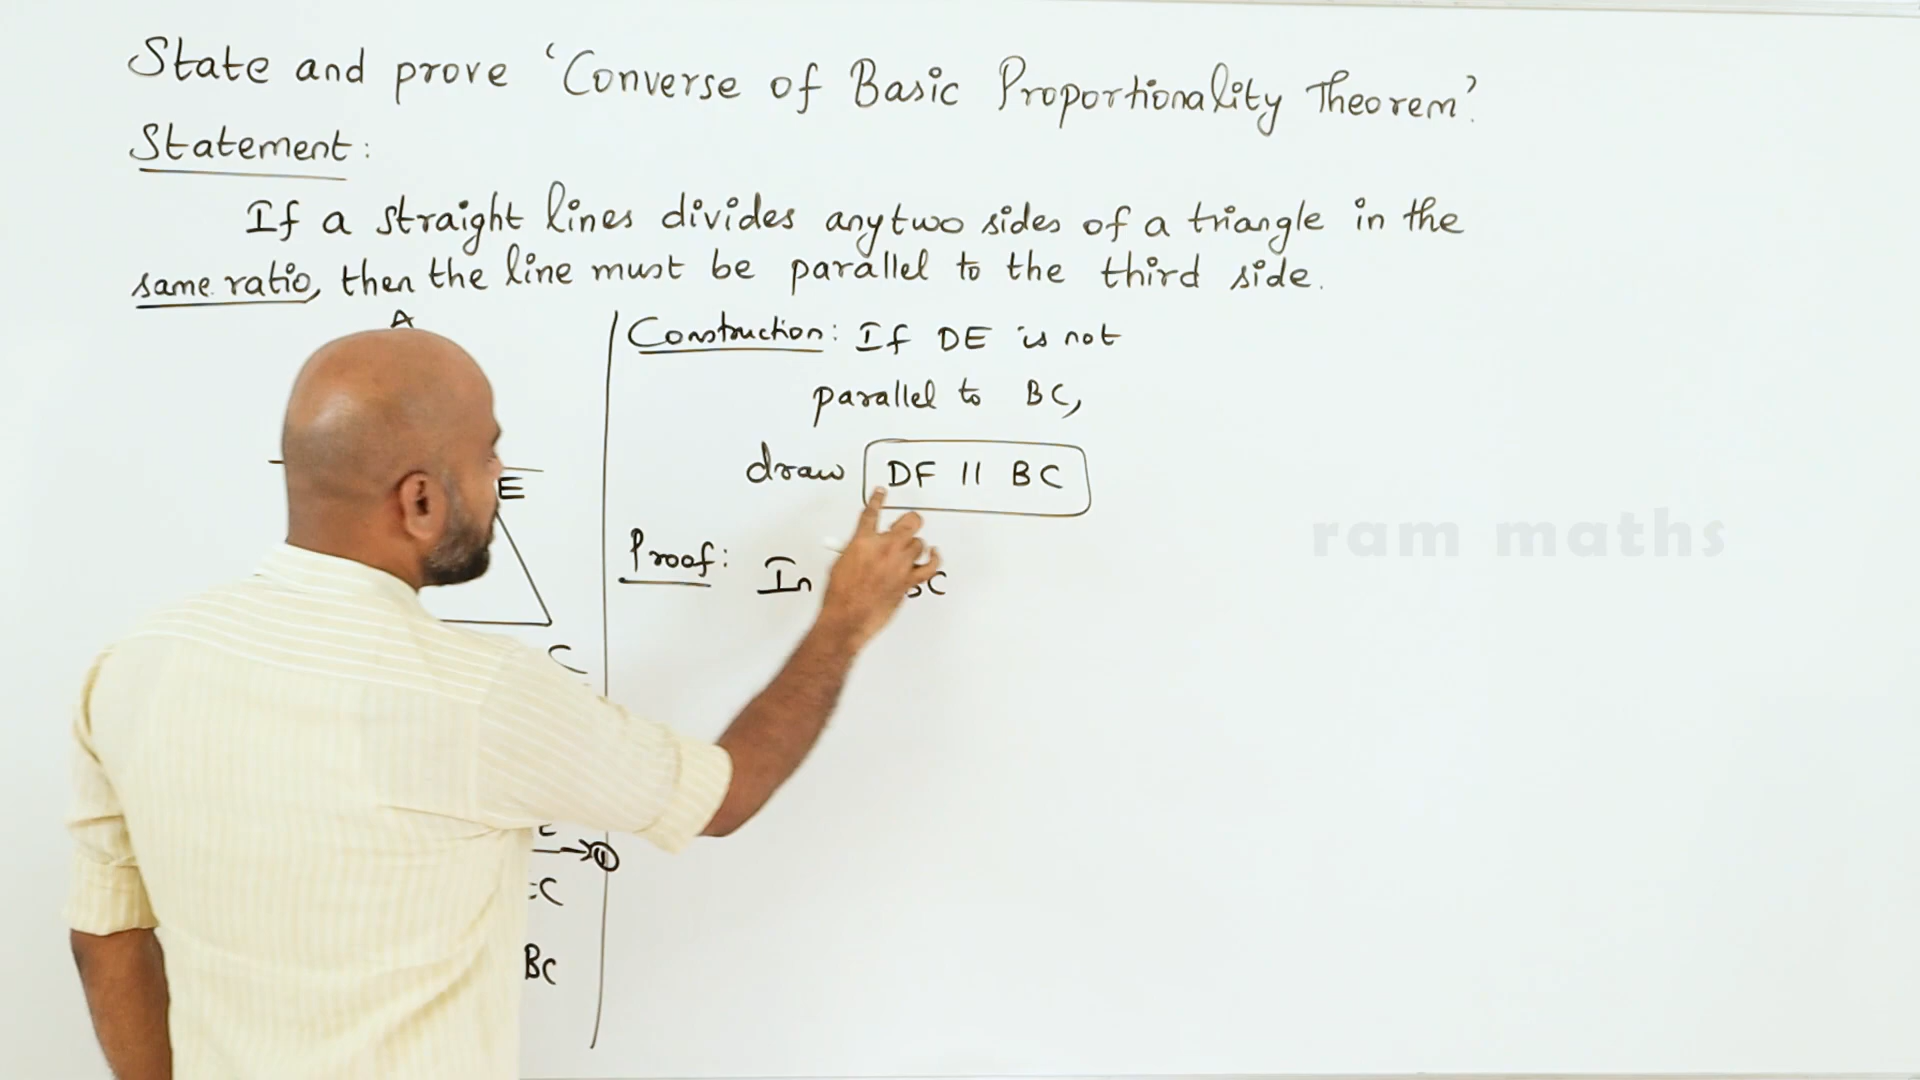 State and prove ‘Converse of Basic Proportionality Theorem’.
Statement:
If a straight lines divides any two sides of a triangle in the
same ratio, then the line must be parallel to the third side.
A
E
C
BC
Construction: If DE is not
parallel to BC,
draw DF || BC
Proof: In
ram maths